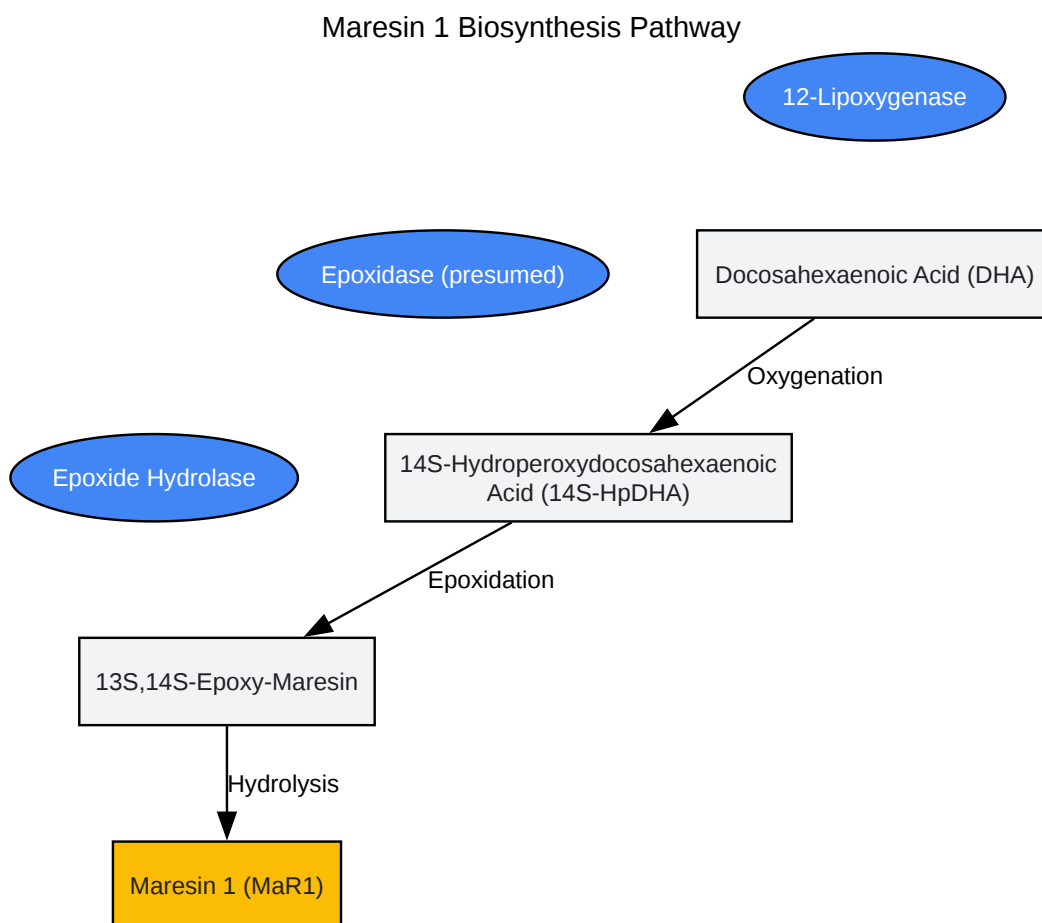 Maresin 1 Biosynthesis Pathway
12-Lipoxygenase
Epoxidase (presumed)
Docosahexaenoic Acid (DHA)
Oxygenation
Epoxide Hydrolase
14S-Hydroperoxydocosahexaenoic
Acid (14S-HpDHA)
Epoxidation
13S,14S-Epoxy-Maresin
Hydrolysis
Maresin 1 (MaR1)